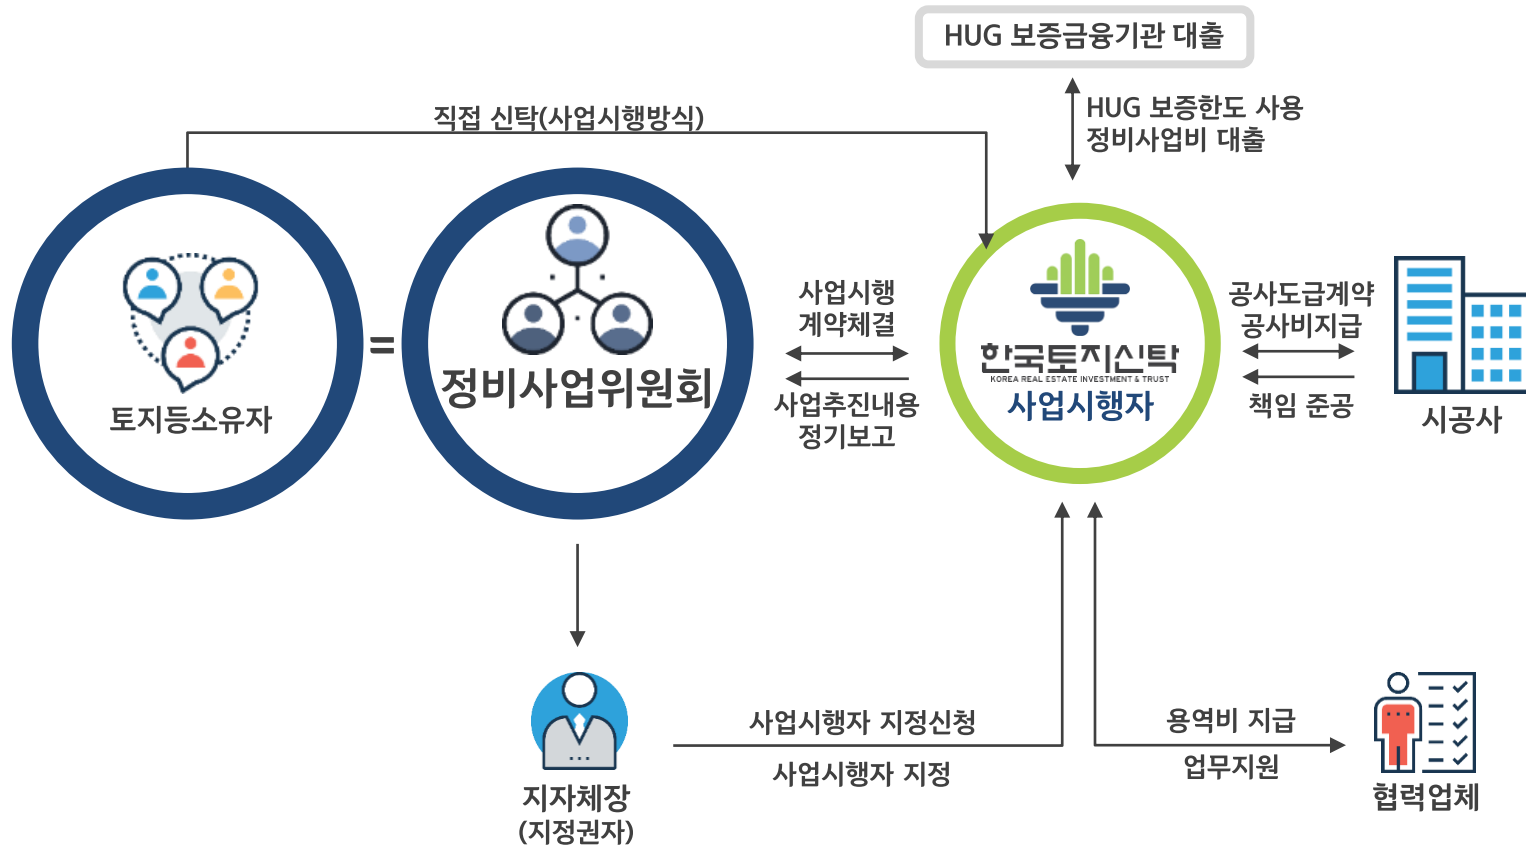 HUG 보증금융기관 대출
HUG 보증한도 사용
정비사업비 대출
직접 신탁(사업시행방식)
토지등소유자
=
정비사업위원회
사업시행
계약체결
사업추진내용
정기보고
한국토지신탁
KOREA REAL ESTATE INVESTMENT & TRUST
사업시행자
공사도급계약
공사비지급
책임 준공
시공사
지자체장
(지정권자)
사업시행자 지정신청
사업시행자 지정
용역비 지급
업무지원
협력업체